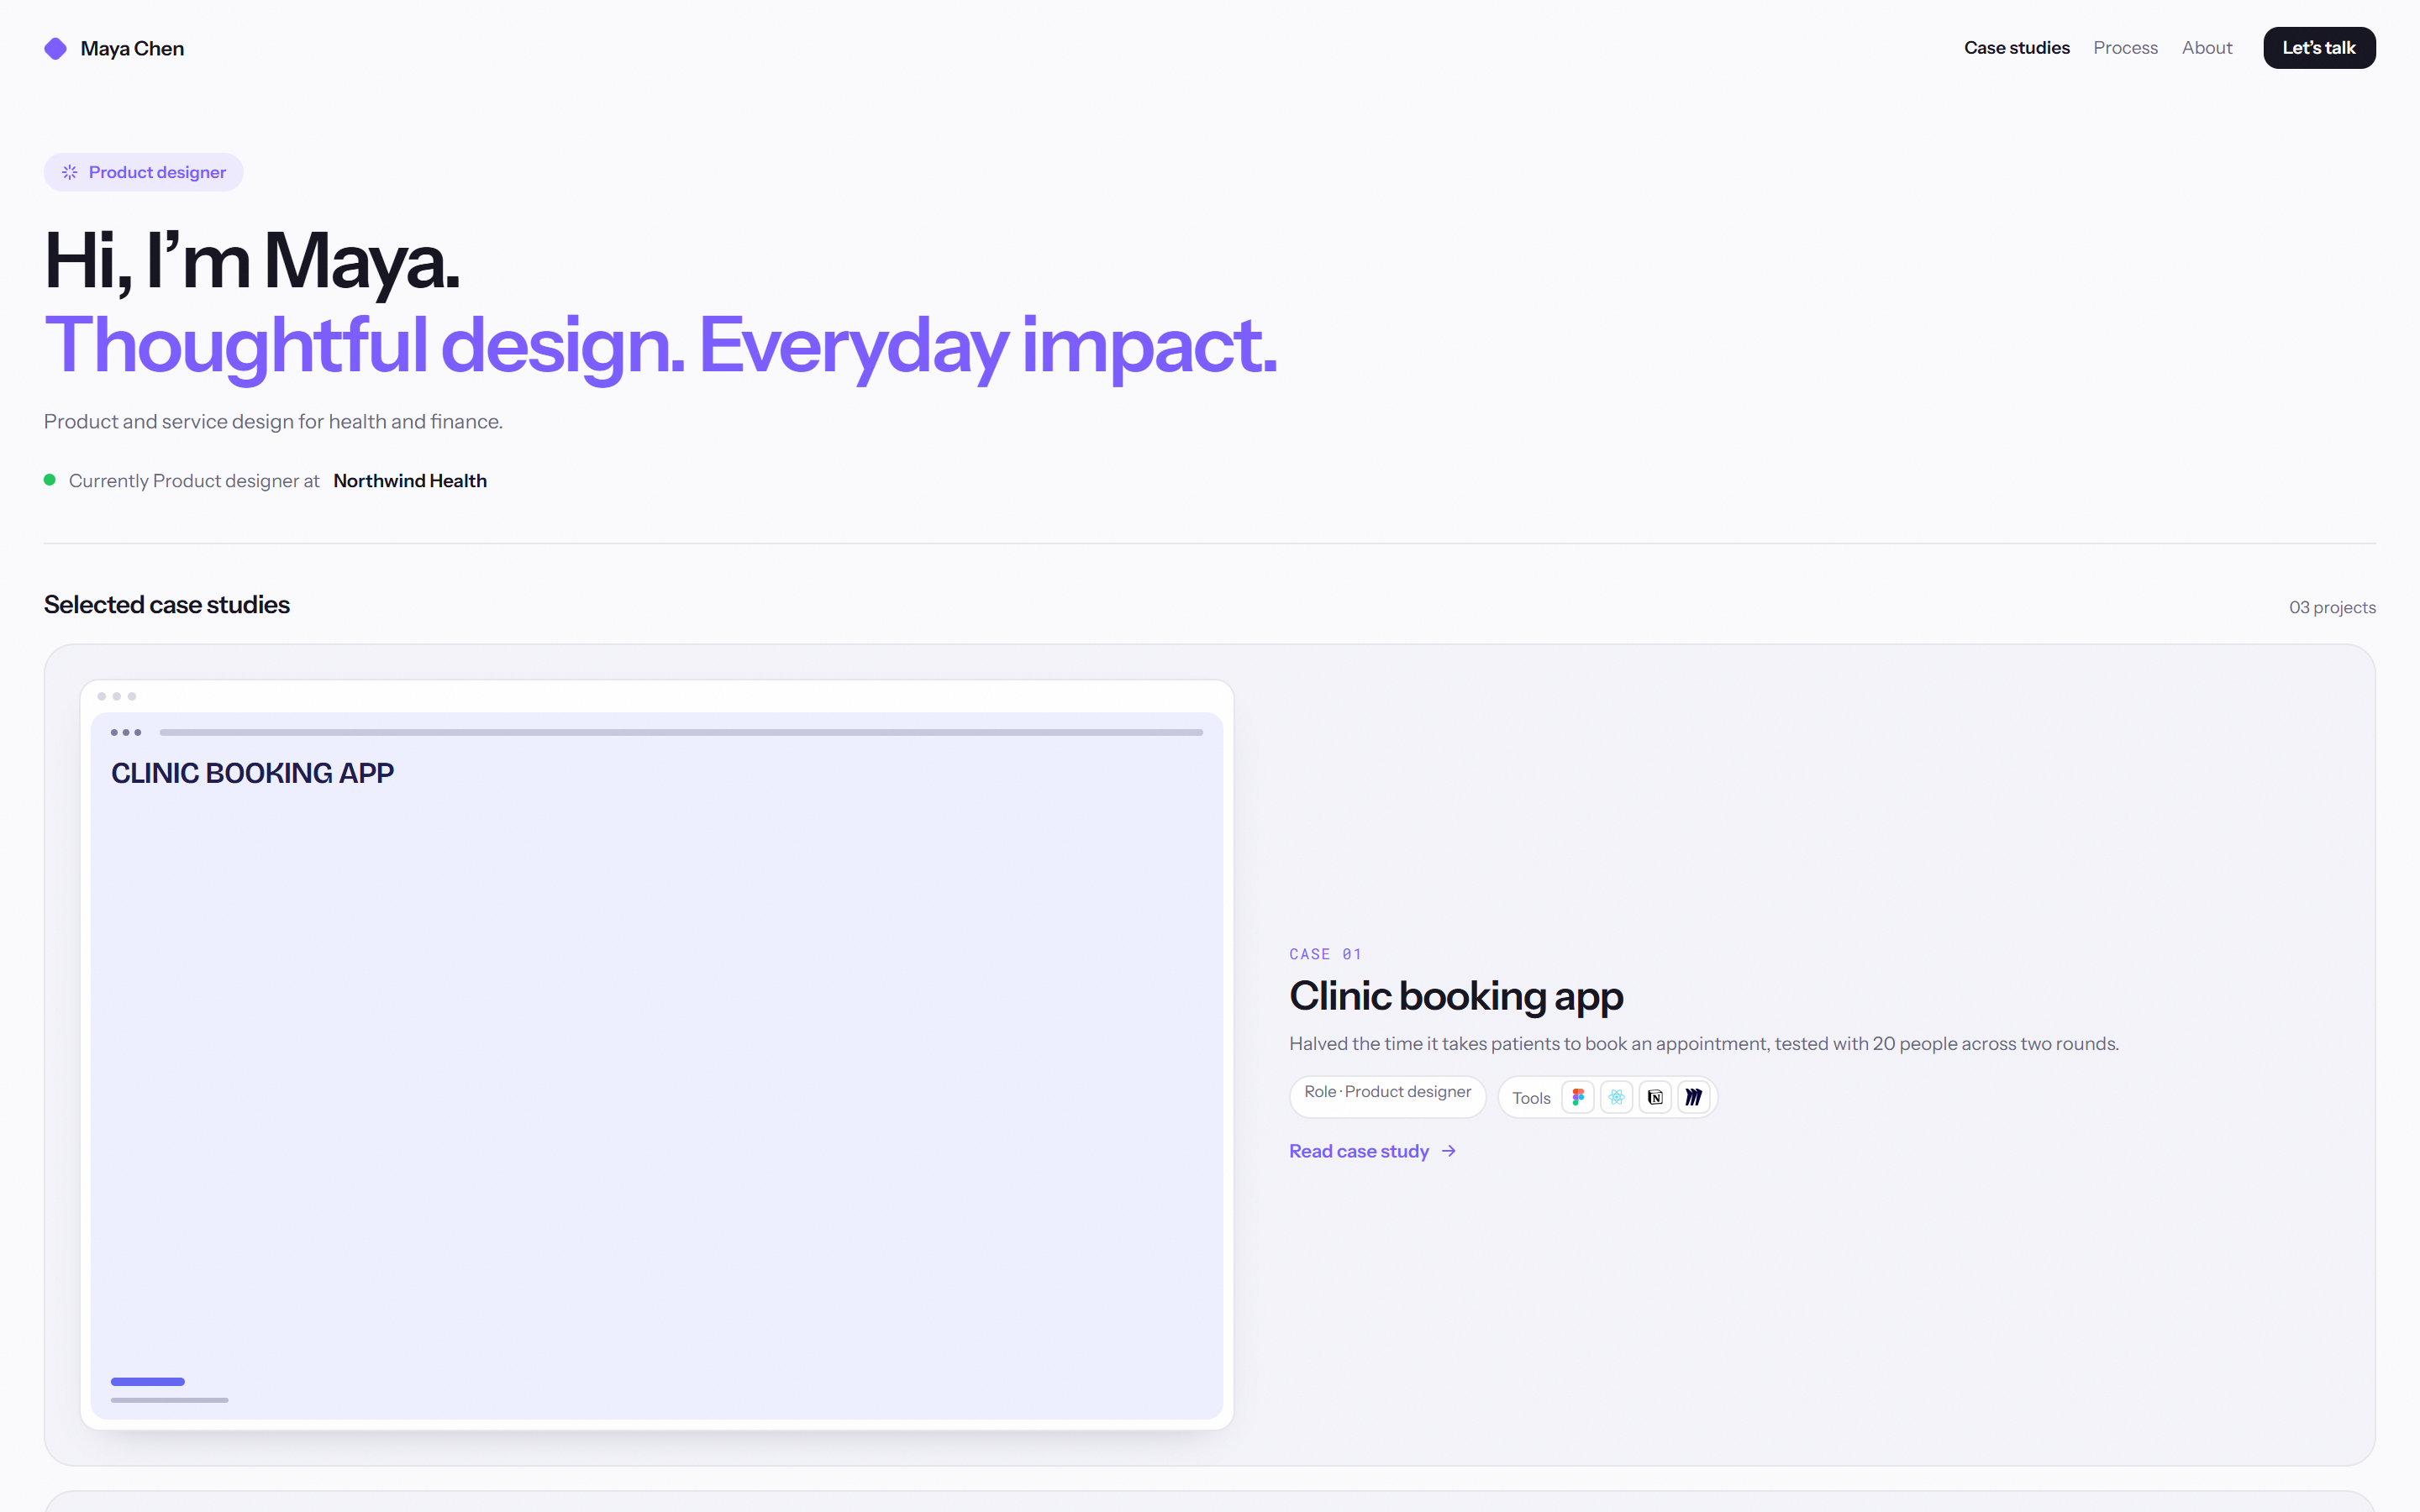 Maya Chen
Case studies Process About Let’s talk
Product designer
Hi, I’m Maya.
Thoughtful design. Everyday impact.
Product and service design for health and finance.
Currently Product designer at Northwind Health
Selected case studies
03 projects
CLINIC BOOKING APP
CASE 01
Clinic booking app
Halved the time it takes patients to book an appointment, tested with 20 people across two rounds.
Role · Product designer
Tools
Read case study →